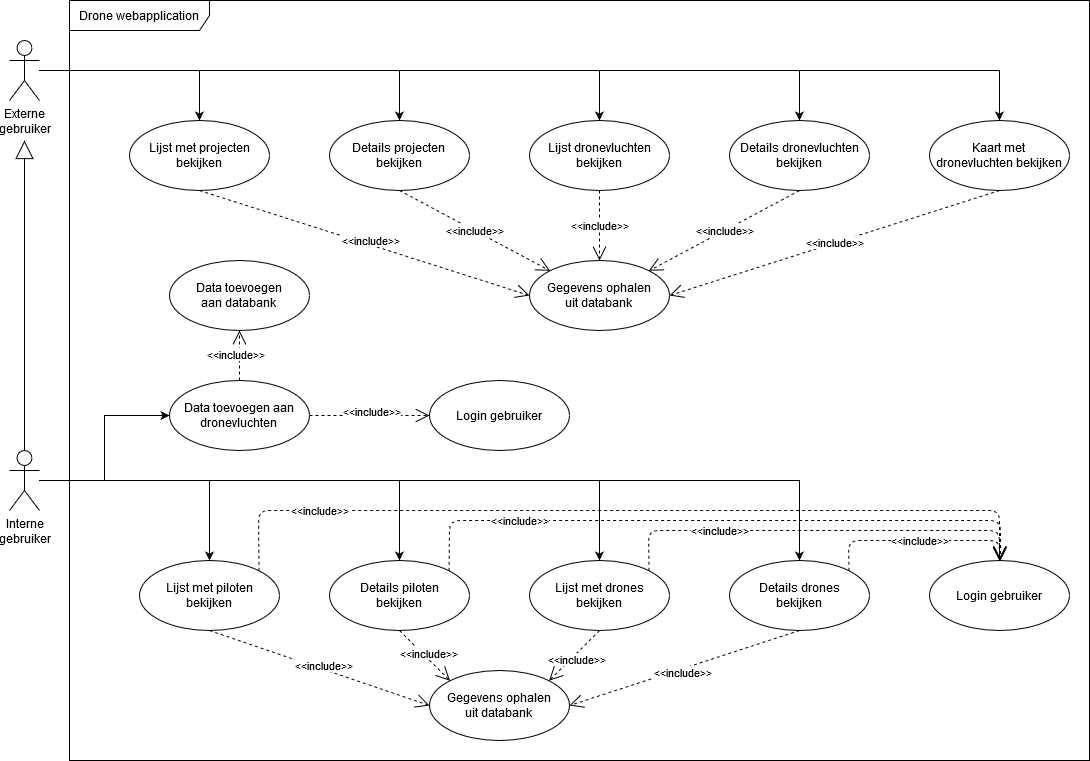 Drone webapplication
Externe
gebruiker
Lijst met projecten
bekijken
Details projecten
bekijken
Lijst dronevluchten
bekijken
Details dronevluchten
bekijken
Kaart met
dronevluchten bekijken
<<include>>
<<include>>
<<include>>
<<include>>
<<include>>
Gegevens ophalen
uit databank
Data toevoegen
aan databank
<<include>>
Data toevoegen aan
dronevluchten
<<include>>
Login gebruiker
Interne
gebruiker
<<include>>
<<include>>
<<include>>
<<include>>
Lijst met piloten
bekijken
Details piloten
bekijken
Lijst met drones
bekijken
Details drones
bekijken
Login gebruiker
<<include>>
<<include>>
<<include>>
<<include>>
Gegevens ophalen
uit databank